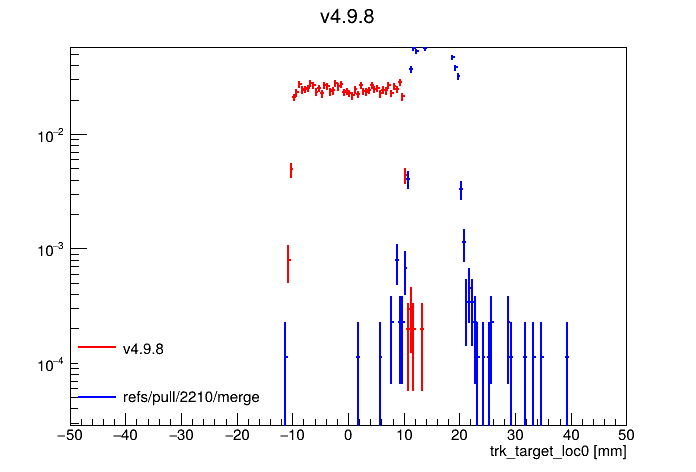 v4.9.8
10⁻²
10⁻³
10⁻⁴
v4.9.8
refs/pull/2210/merge
−50 −40 −30 −20 −10 0 10 20 30 40 50
trk_target_loc0 [mm]